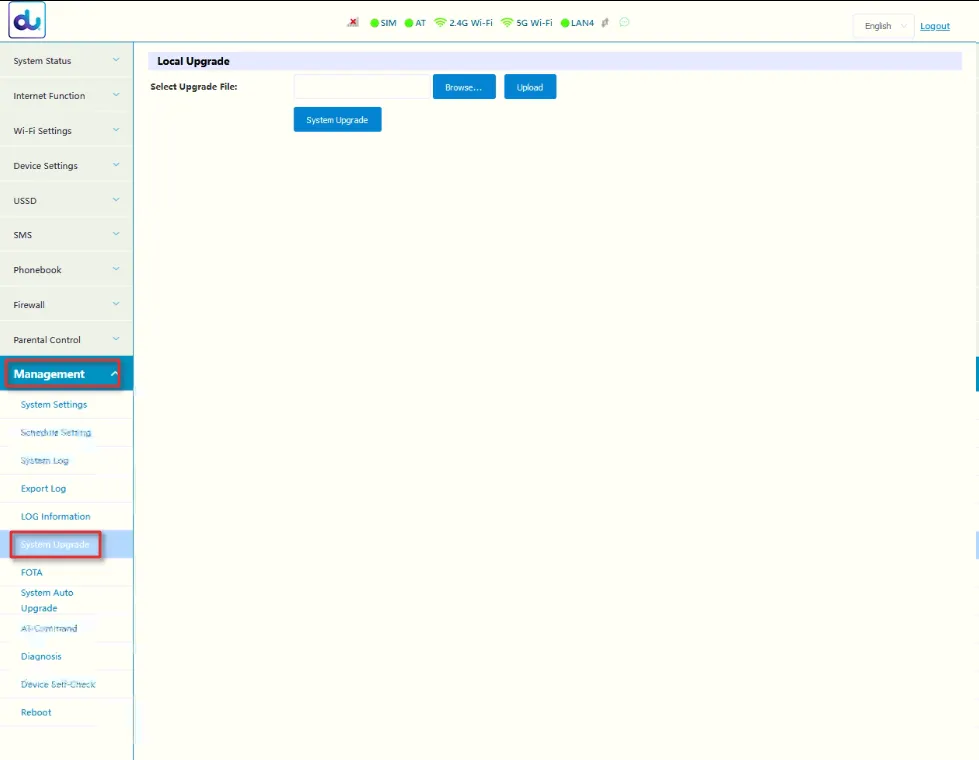 du
SIM AT 2.4G Wi-Fi 5G Wi-Fi LAN4
English Logout
System Status
Internet Function
Wi-Fi Settings
Device Settings
USSD
SMS
Phonebook
Firewall
Parental Control
Management
System Settings
Schedule Setting
System Log
Export Log
LOG Information
System Upgrade
FOTA
System Auto
Upgrade
AT Command
Diagnosis
Device Self-Check
Reboot
Local Upgrade
Select Upgrade File: Browse... Upload
System Upgrade